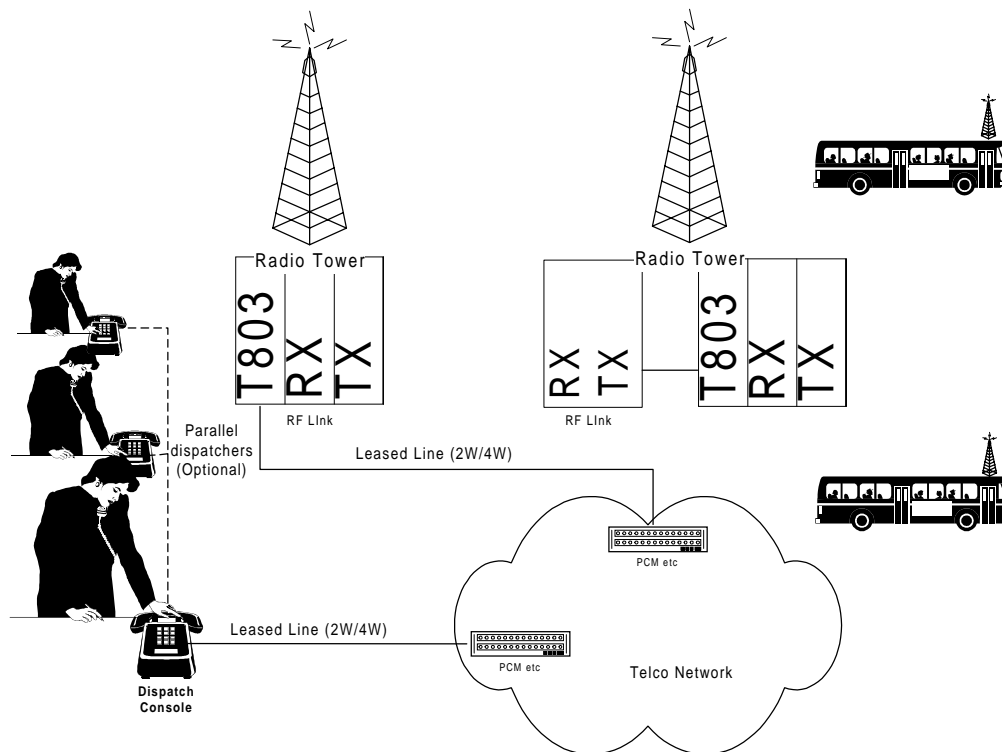 Radio Tower
T803
RX
TX
RF LInk
Radio Tower
RX
TX
T803
RX
TX
RF LInk
Parallel
dispatchers
(Optional)
Leased Line (2W/4W)
PCM etc
Leased Line (2W/4W)
PCM etc
Telco Network
Dispatch
Console